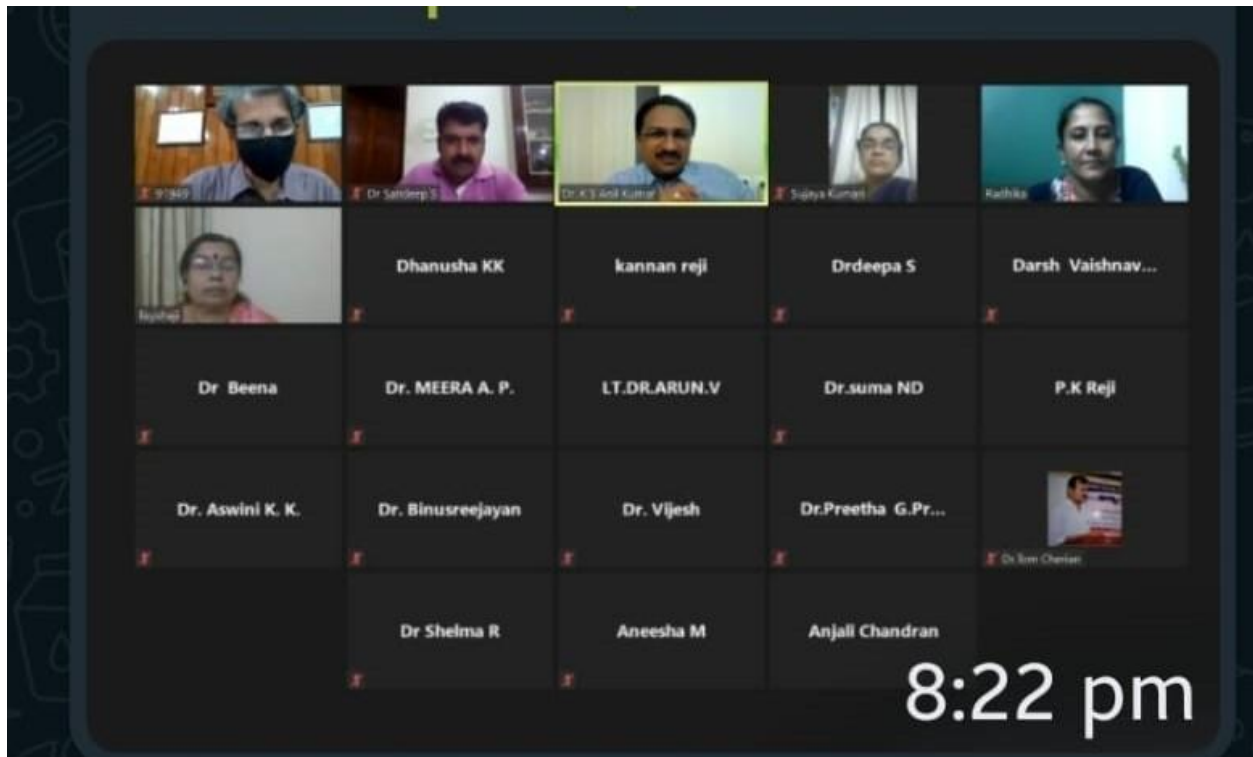 Dr Sandeep S
Dr. K S Anil Kumar
Sujaya Kumari
Radhika
Dhanusha KK
kannan reji
Drdeepa S
Darsh Vaishnav...
Dr Beena
Dr. MEERA A. P.
LT.DR.ARUN.V
Dr.suma ND
P.K Reji
Dr. Aswini K. K.
Dr. Binusreejayan
Dr. Vijesh
Dr.Preetha G.Pr...
Dr.Tom Cherian
Dr Shelma R
Aneesha M
Anjali Chandran
8:22 pm